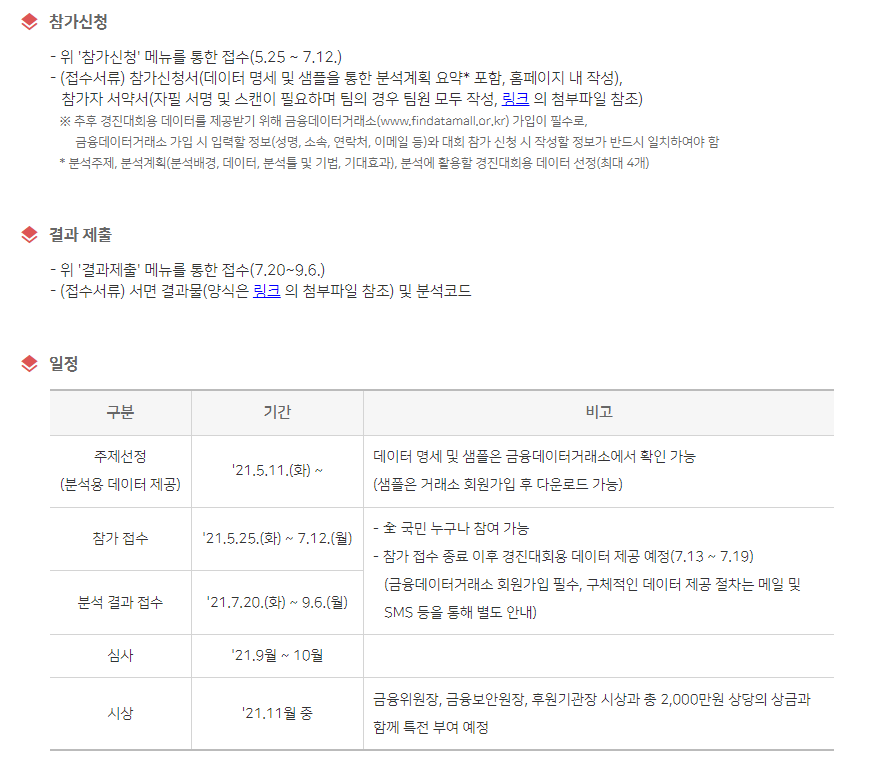 참가신청
- 위 '참가신청' 메뉴를 통한 접수(5.25 ~ 7.12.)
- (접수서류) 참가신청서(데이터 명세 및 샘플을 통한 분석계획 요약* 포함, 홈페이지 내 작성),
참가자 서약서(자필 서명 및 스캔이 필요하며 팀의 경우 팀원 모두 작성, 링크 의 첨부파일 참조)
※ 추후 경진대회용 데이터를 제공받기 위해 금융데이터거래소(www.findatamall.or.kr) 가입이 필수로,
금융데이터거래소 가입 시 입력할 정보(성명, 소속, 연락처, 이메일 등)와 대회 참가 신청 시 작성할 정보가 반드시 일치하여야 함
* 분석주제, 분석계획(분석배경, 데이터, 분석툴 및 기법, 기대효과), 분석에 활용할 경진대회용 데이터 선정(최대 4개)
결과 제출
- 위 '결과제출' 메뉴를 통한 접수(7.20~9.6.)
- (접수서류) 서면 결과물(양식은 링크 의 첨부파일 참조) 및 분석코드
일정
구분 기간 비고
주제선정
(분석용 데이터 제공)
'21.5.11.(화) ~
데이터 명세 및 샘플은 금융데이터거래소에서 확인 가능
(샘플은 거래소 회원가입 후 다운로드 가능)
참가 접수
'21.5.25.(화) ~ 7.12.(월)
- 全 국민 누구나 참여 가능
- 참가 접수 종료 이후 경진대회용 데이터 제공 예정(7.13 ~ 7.19)
(금융데이터거래소 회원가입 필수, 구체적인 데이터 제공 절차는 메일 및
SMS 등을 통해 별도 안내)
분석 결과 접수
'21.7.20.(화) ~ 9.6.(월)
심사
'21.9월 ~ 10월
시상
'21.11월 중
금융위원장, 금융보안원장, 후원기관장 시상과 총 2,000만원 상당의 상금과
함께 특전 부여 예정